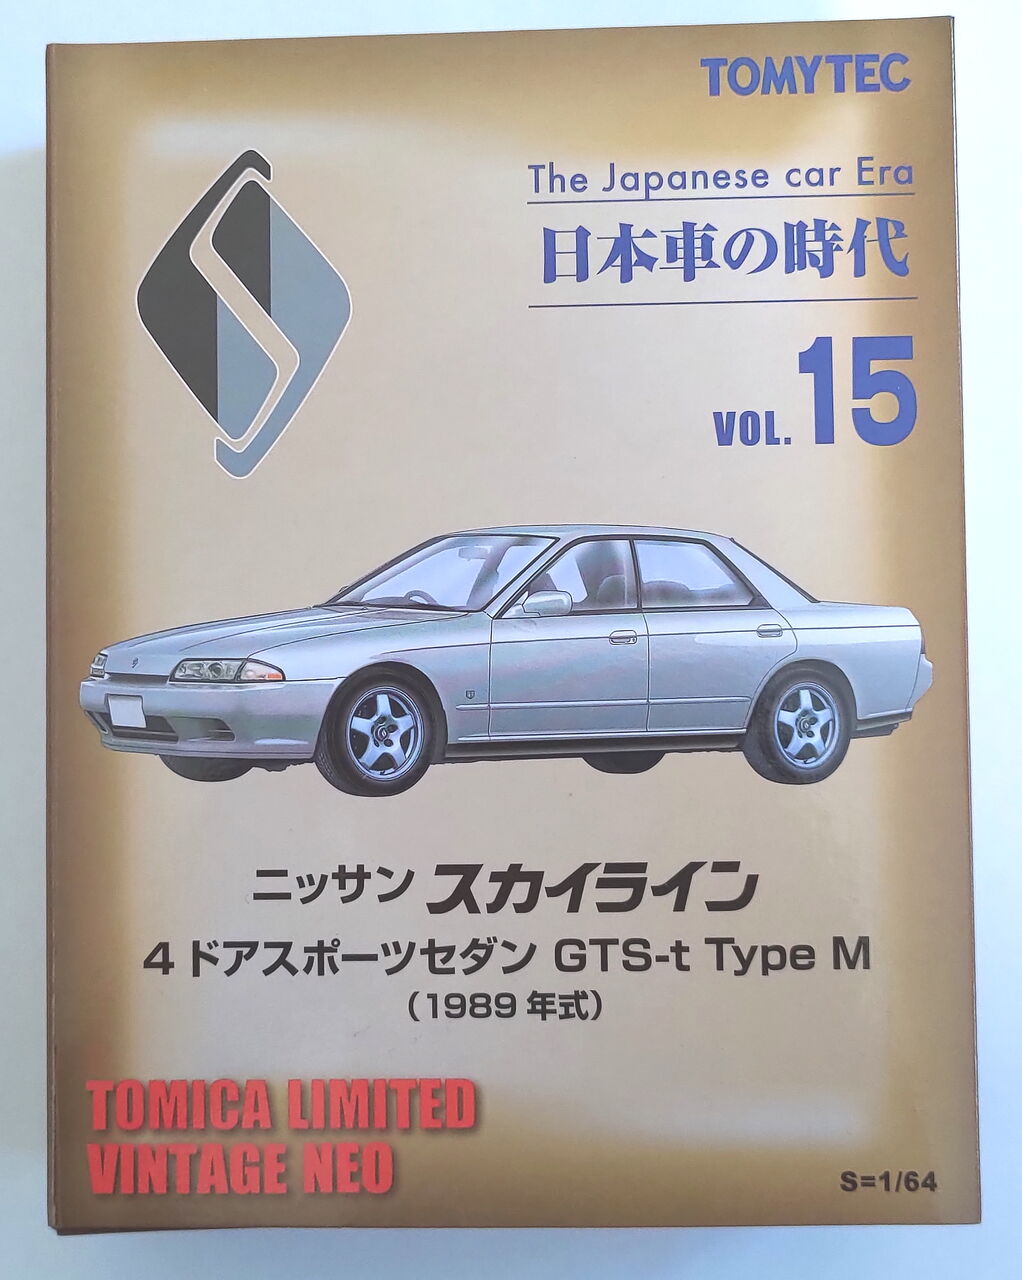 TOMYTEC
The Japanese car Era
日本車の時代
VOL. 15
ニッサン スカイライン
4ドアスポーツセダン GTS-t Type M
（1989年式）
TOMICA LIMITED
VINTAGE NEO
S=1/64